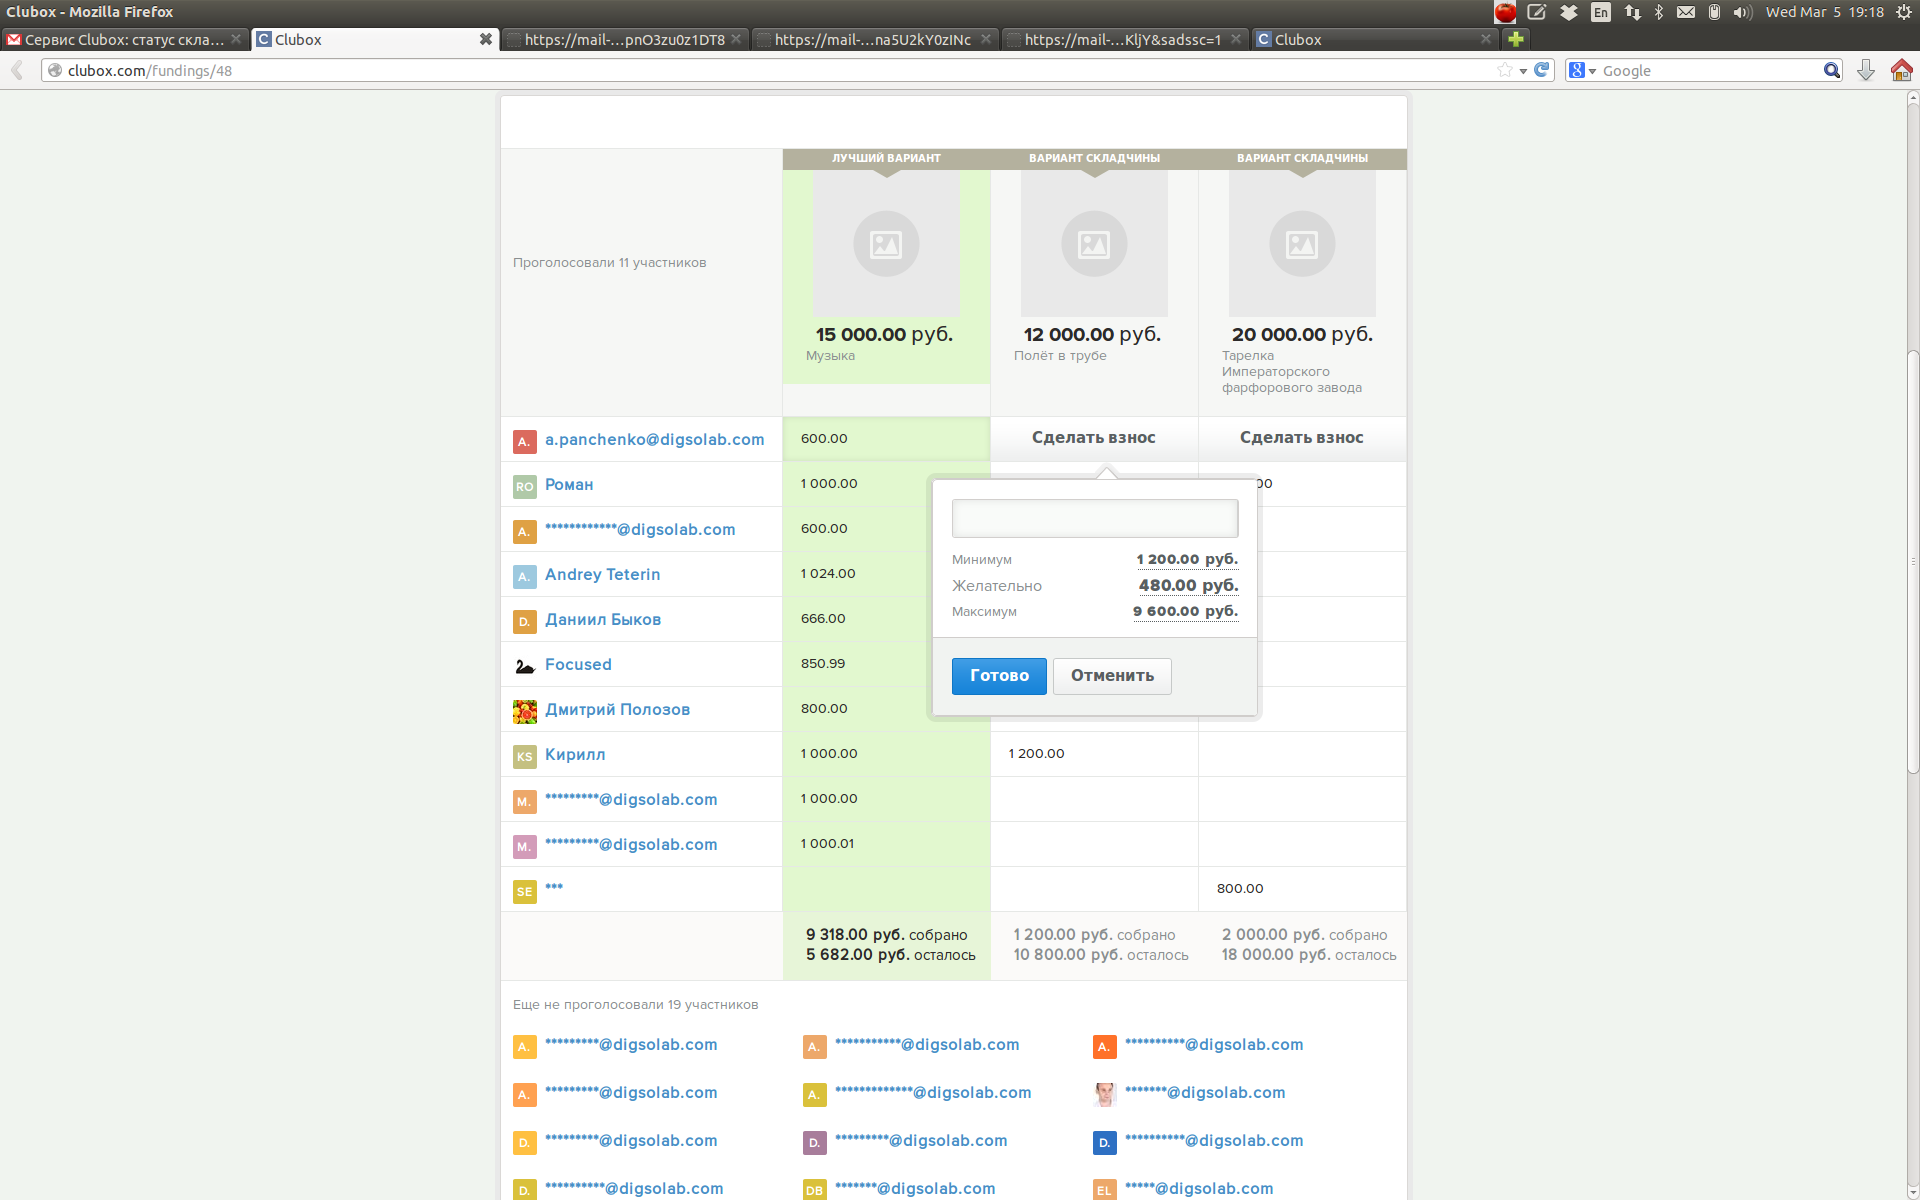 Clubox - Mozilla Firefox
En
Wed Mar 5 19:18
Сервис Clubox: статус скла...
Clubox
https://mail-...pnO3zu0z1DT8
https://mail-...na5U2kY0zINc
https://mail-...KljY&sadssc=1
Clubox
clubox.com/fundings/48
Google
ЛУЧШИЙ ВАРИАНТ
ВАРИАНТ СКЛАДЧИНЫ
ВАРИАНТ СКЛАДЧИНЫ
Проголосовали 11 участников
15 000.00 руб.
Музыка
12 000.00 руб.
Полёт в трубе
20 000.00 руб.
Тарелка
Императорского
фарфорового завода
A. a.panchenko@digsolab.com 600.00 Сделать взнос Сделать взнос
RO Роман 1 000.00
A. ************@digsolab.com 600.00
A. Andrey Teterin 1 024.00
D. Даниил Быков 666.00
Focused 850.99
Дмитрий Полозов 800.00
Минимум 1 200.00 руб.
Желательно 480.00 руб.
Максимум 9 600.00 руб.
Готово Отменить
KS Кирилл 1 000.00 1 200.00
M. *********@digsolab.com 1 000.00
M. *********@digsolab.com 1 000.01
SE *** 800.00
9 318.00 руб. собрано
5 682.00 руб. осталось
1 200.00 руб. собрано
10 800.00 руб. осталось
2 000.00 руб. собрано
18 000.00 руб. осталось
Еще не проголосовали 19 участников
A. *********@digsolab.com A. ***********@digsolab.com A. **********@digsolab.com
A. *********@digsolab.com A. *************@digsolab.com *******@digsolab.com
D. *********@digsolab.com D. *********@digsolab.com D. **********@digsolab.com
D. **********@digsolab.com DB *******@digsolab.com EL *****@digsolab.com